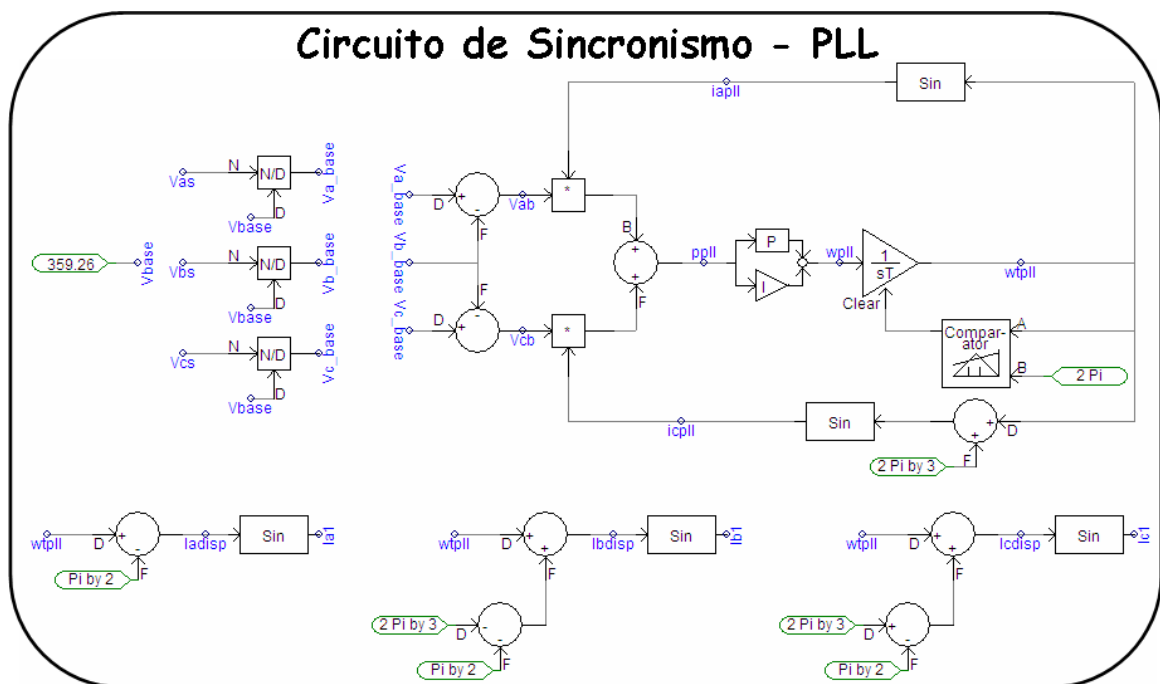 Circuito de Sincronismo - PLL
iapll
Sin
Vas
N
N/D
D
Va_base
Vbase
359.26
Vbase
Vbs
N
N/D
D
Vb_base
Vbase
Vcs
N
N/D
D
Vc_base
Vbase
Va_base
Vb_base
Vc_base
D
+
-
F
Vab
*
B
+
+
F
ppll
P
I
wpll
1
sT
Clear
wtpll
Compar-
ator
A
B
2 Pi
F
D
+
-
Vcb
*
icpll
Sin
+
+
D
F
2 Pi by 3
wtpll
D
+
-
F
Pi by 2
Iadisp
Sin
Ia1
wtpll
D
+
+
F
2 Pi by 3
D
-
-
F
Pi by 2
Ibdisp
Sin
Ib1
wtpll
D
+
+
F
2 Pi by 3
D
+
-
F
Pi by 2
Icdisp
Sin
Ic1